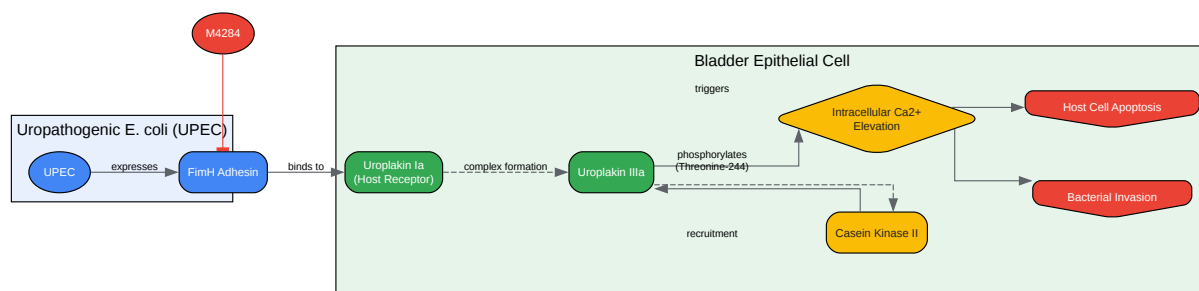 M4284
Bladder Epithelial Cell
triggers
Intracellular Ca2+
Elevation
Host Cell Apoptosis
Uropathogenic E. coli (UPEC)
UPEC
expresses
FimH Adhesin
binds to
Uroplakin Ia
(Host Receptor)
complex formation
Uroplakin IIIa
phosphorylates
(Threonine-244)
Bacterial Invasion
recruitment
Casein Kinase II